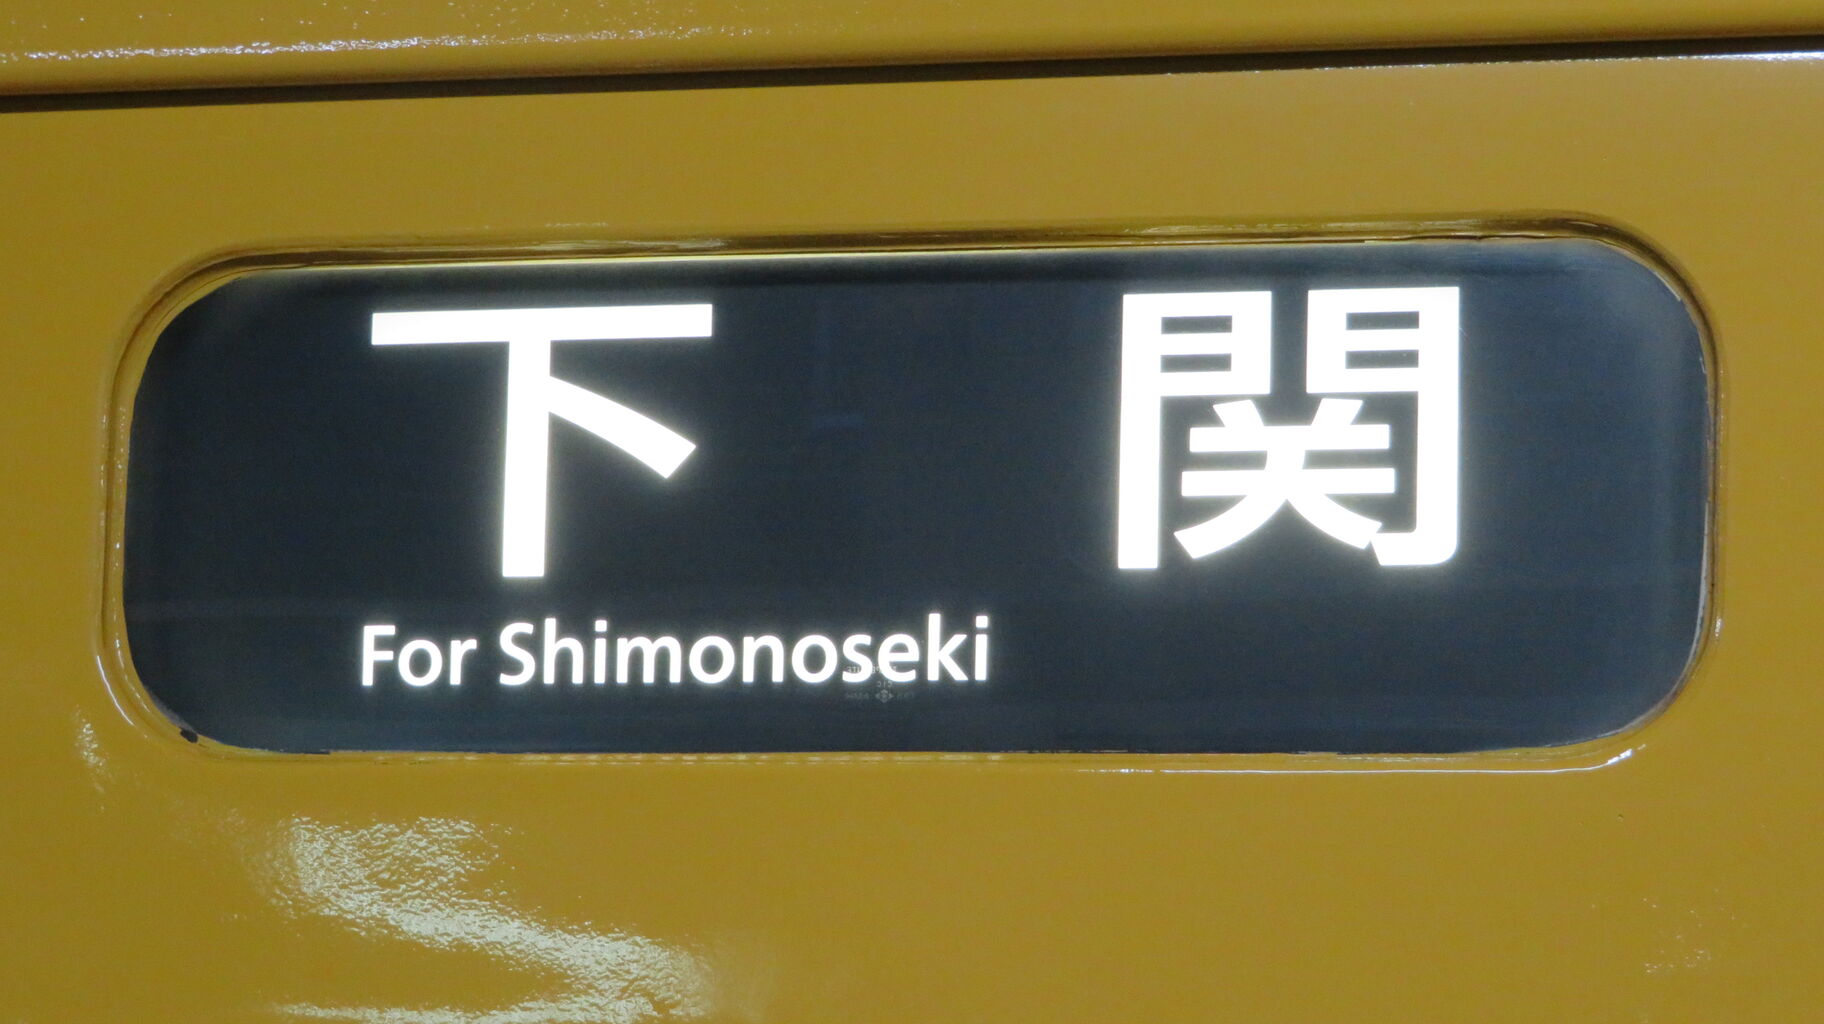 下関
For Shimonoseki